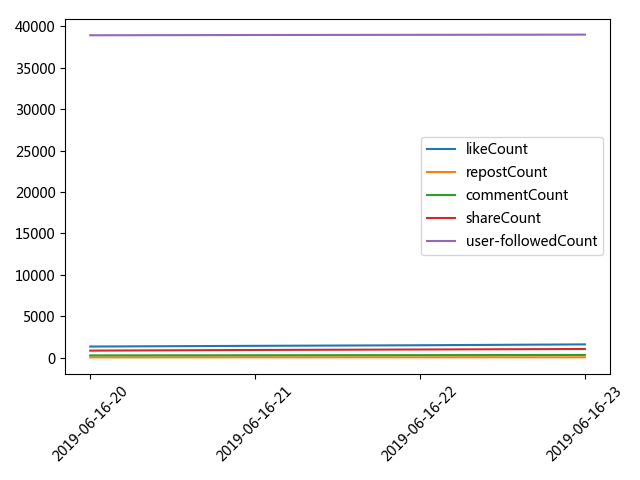 40000
35000
30000
25000
20000
15000
10000
5000
0
likeCount
repostCount
commentCount
shareCount
user-followedCount
2019-06-16-20
2019-06-16-21
2019-06-16-22
2019-06-16-23